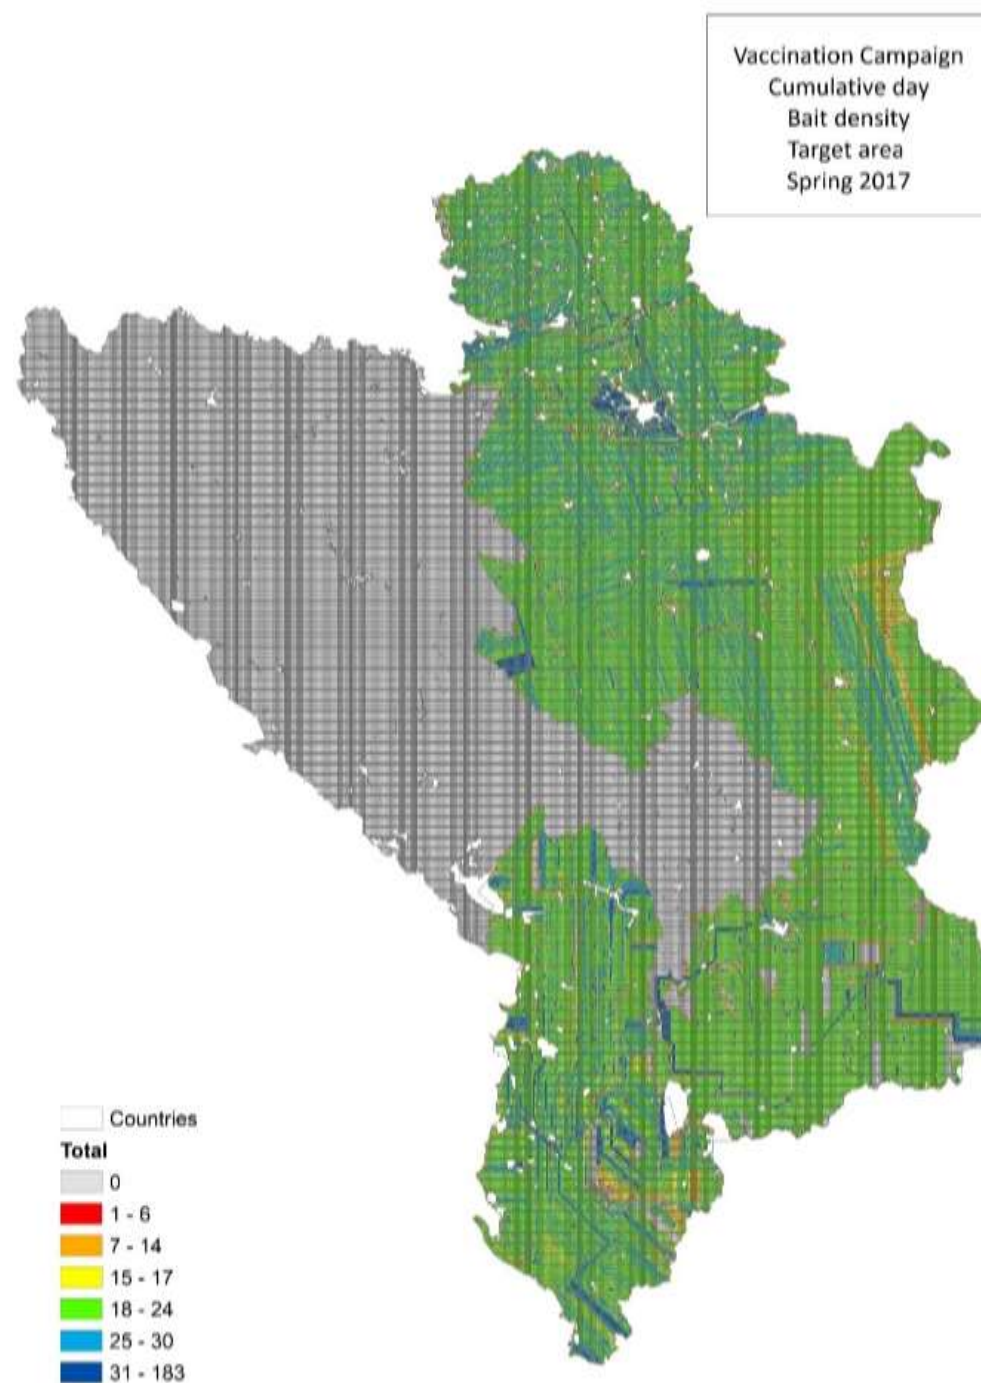 Vaccination Campaign
Cumulative day
Bait density
Target area
Spring 2017
Countries
Total
0
1 - 6
7 - 14
15 - 17
18 - 24
25 - 30
31 - 183